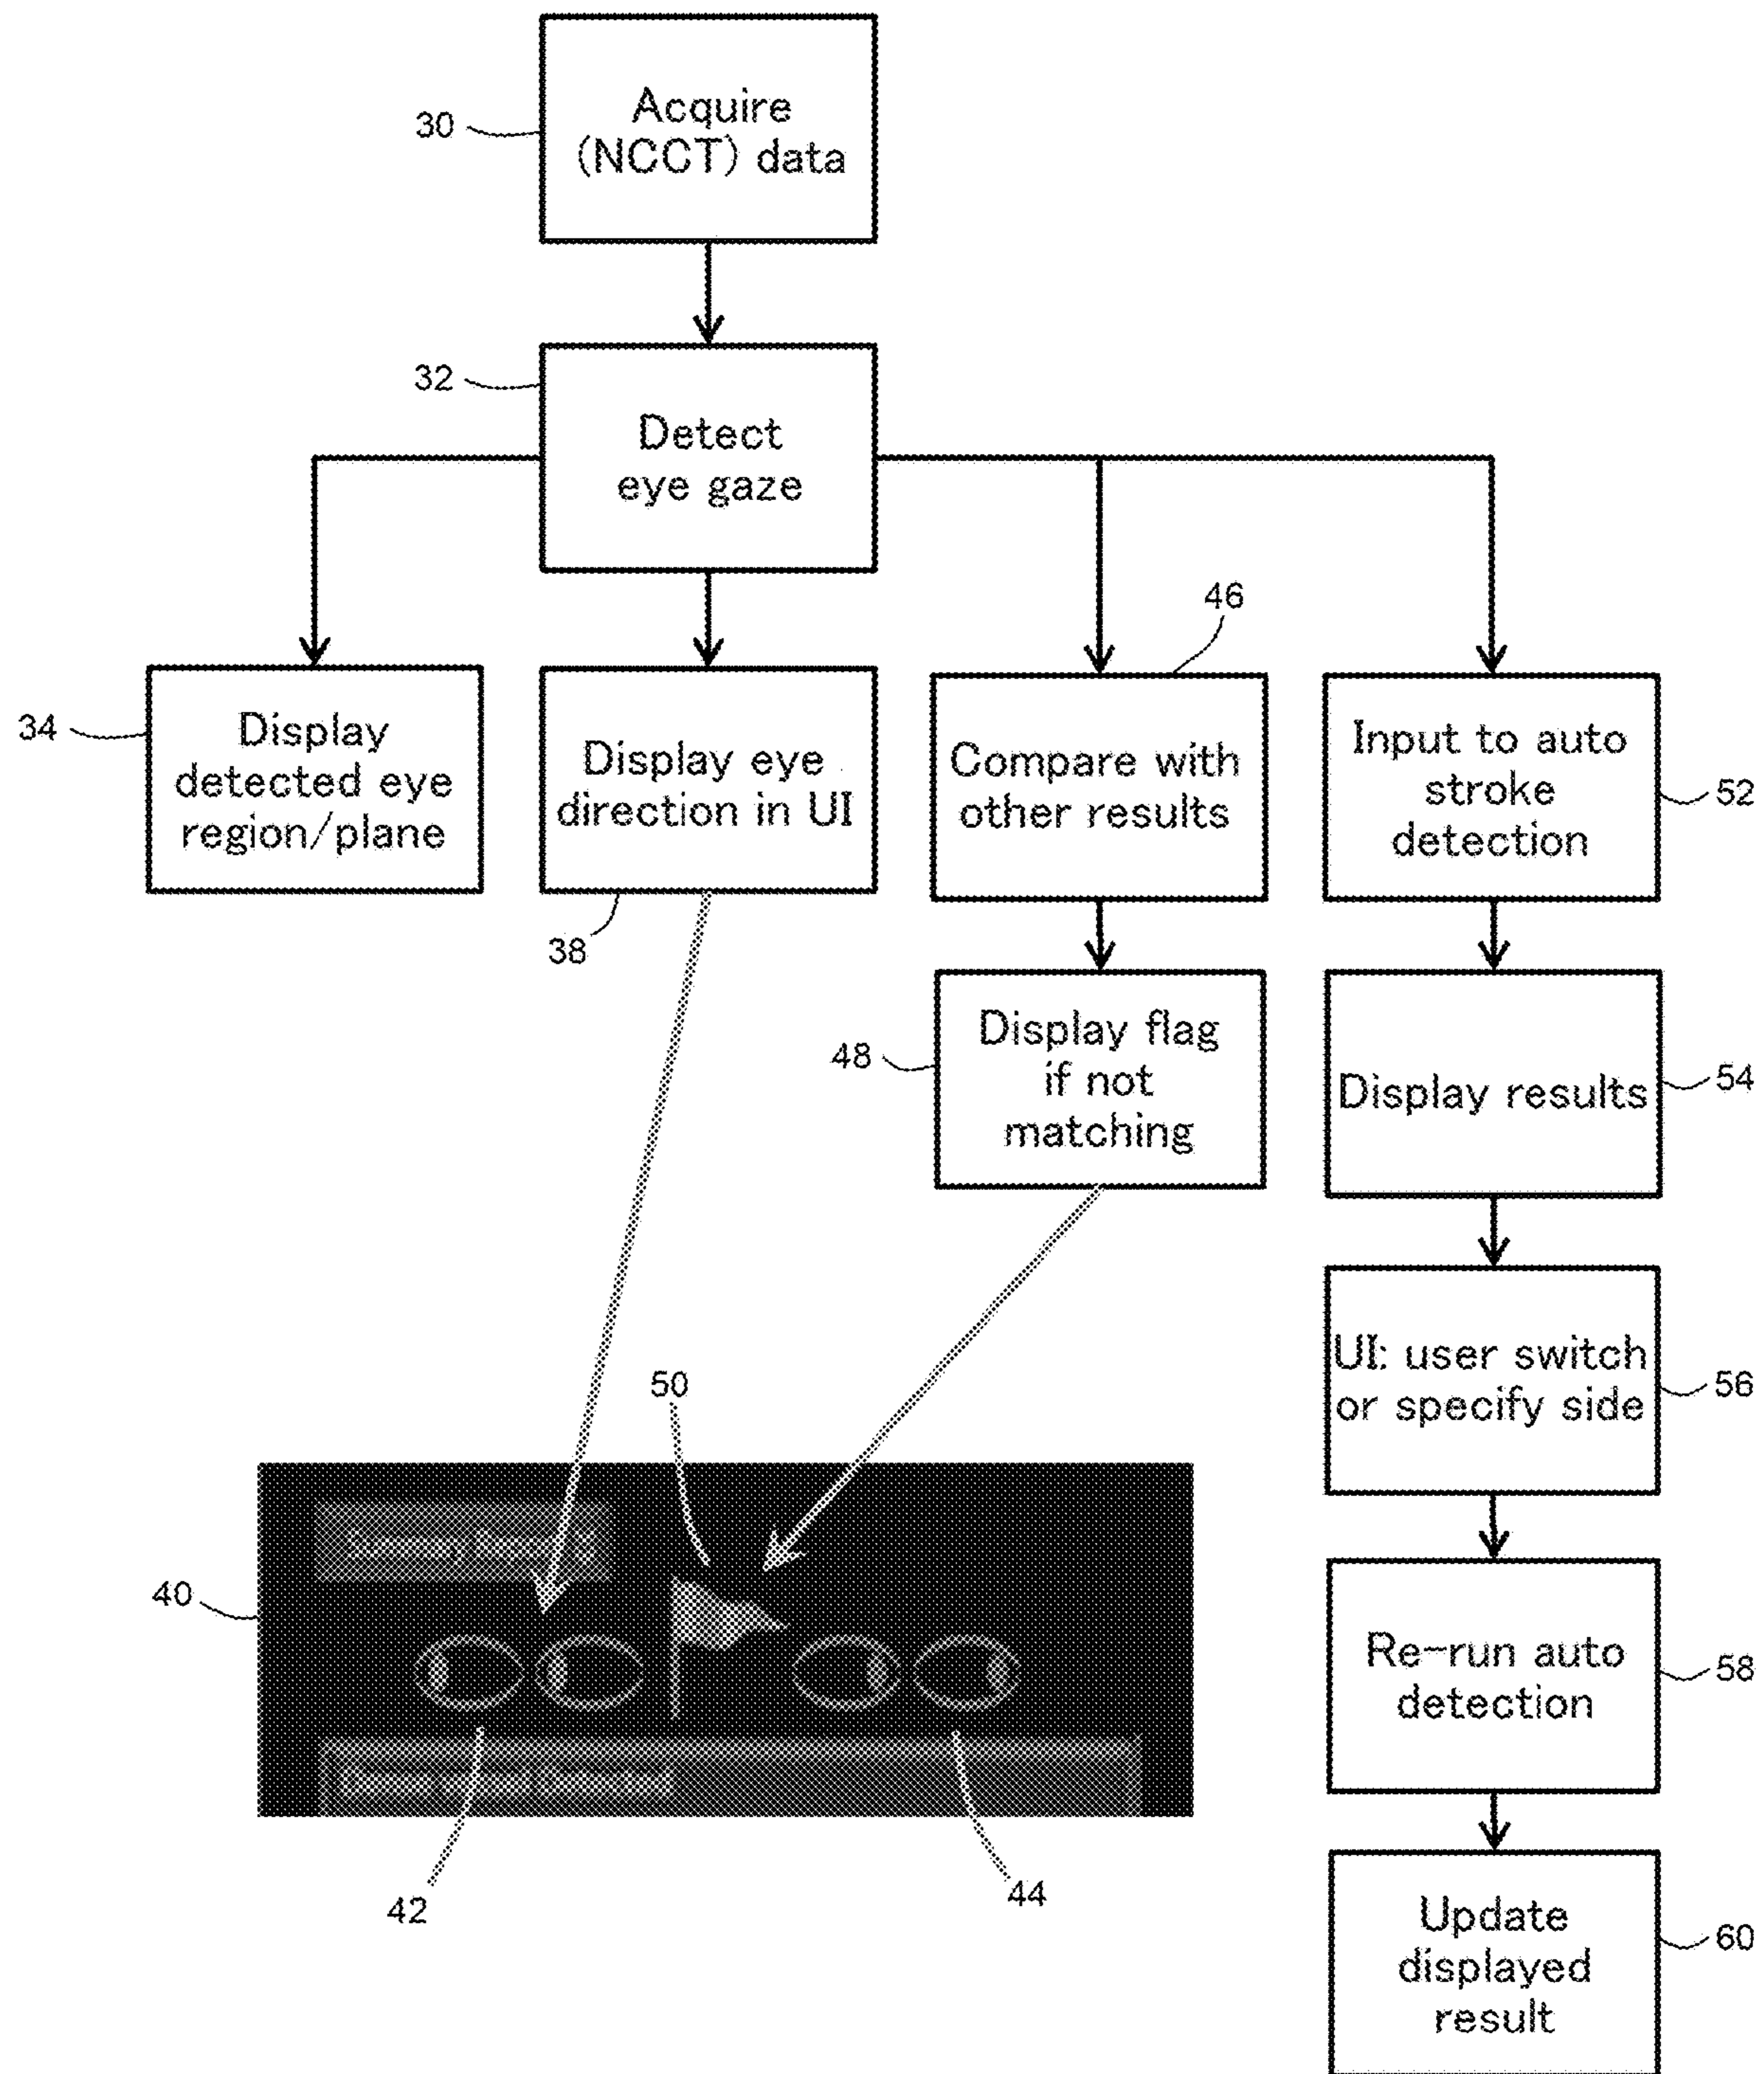 30
Acquire
(NCCT) data
32
Detect
eye gaze
46
34
Display
detected eye
region/plane
Display eye
direction in UI
38
Compare with
other results
Input to auto
stroke
detection
52
48
Display flag
if not
matching
Display results
54
UI: user switch
or specify side
56
50
40
42
44
Re-run auto
detection
58
Update
displayed
result
60